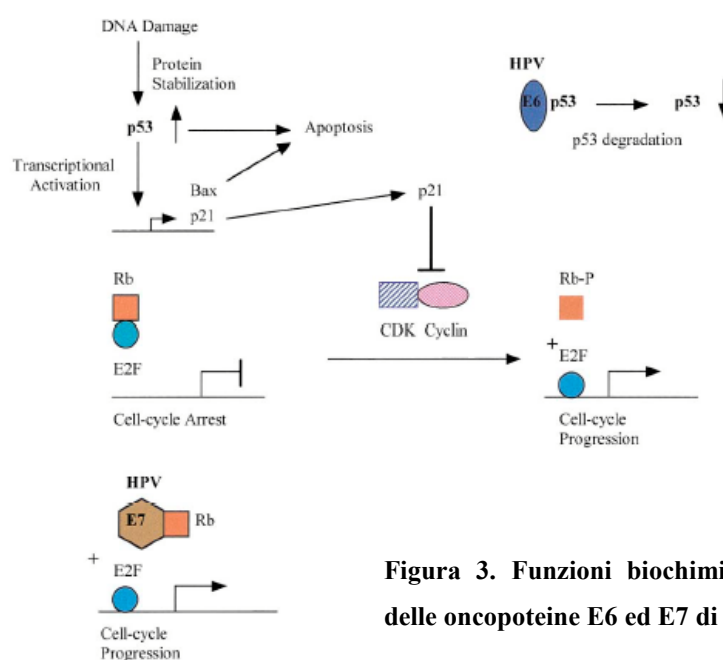 DNA Damage
Protein
Stabilization
p53
Apoptosis
Transcriptional
Activation
Bax
p21
p21
HPV
E6 p53
p53
p53 degradation
Rb
E2F
Cell-cycle Arrest
CDK Cyclin
Rb-P
+
E2F
Cell-cycle
Progression
HPV
E7 Rb
+
E2F
Cell-cycle
Progression
Figura 3. Funzioni biochimi
delle oncopoteine E6 ed E7 di